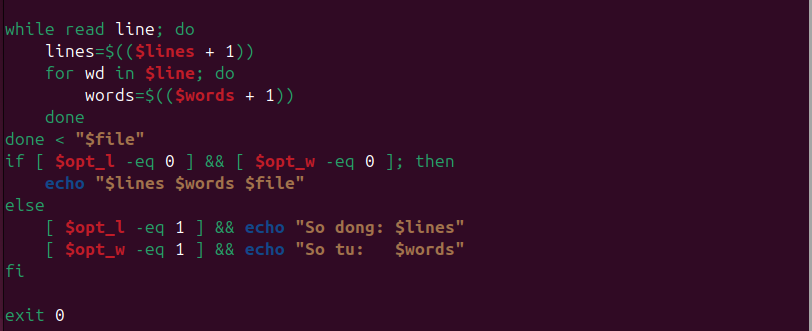 while read line; do
    lines=$(($lines + 1))
    for wd in $line; do
        words=$(($words + 1))
    done
done < "$file"
if [ $opt_l -eq 0 ] && [ $opt_w -eq 0 ]; then
    echo "$lines $words $file"
else
    [ $opt_l -eq 1 ] && echo "So dong: $lines"
    [ $opt_w -eq 1 ] && echo "So tu:   $words"
fi

exit 0